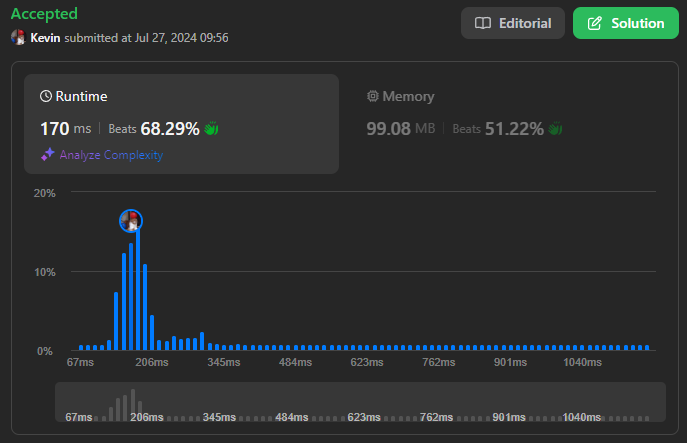 Accepted
Editorial
Solution
Kevin submitted at Jul 27, 2024 09:56
Runtime
170 ms | Beats 68.29%
Analyze Complexity
Memory
99.08 MB | Beats 51.22%
20%
10%
0%
67ms 206ms 345ms 484ms 623ms 762ms 901ms 1040ms
67ms 206ms 345ms 484ms 623ms 762ms 901ms 1040ms